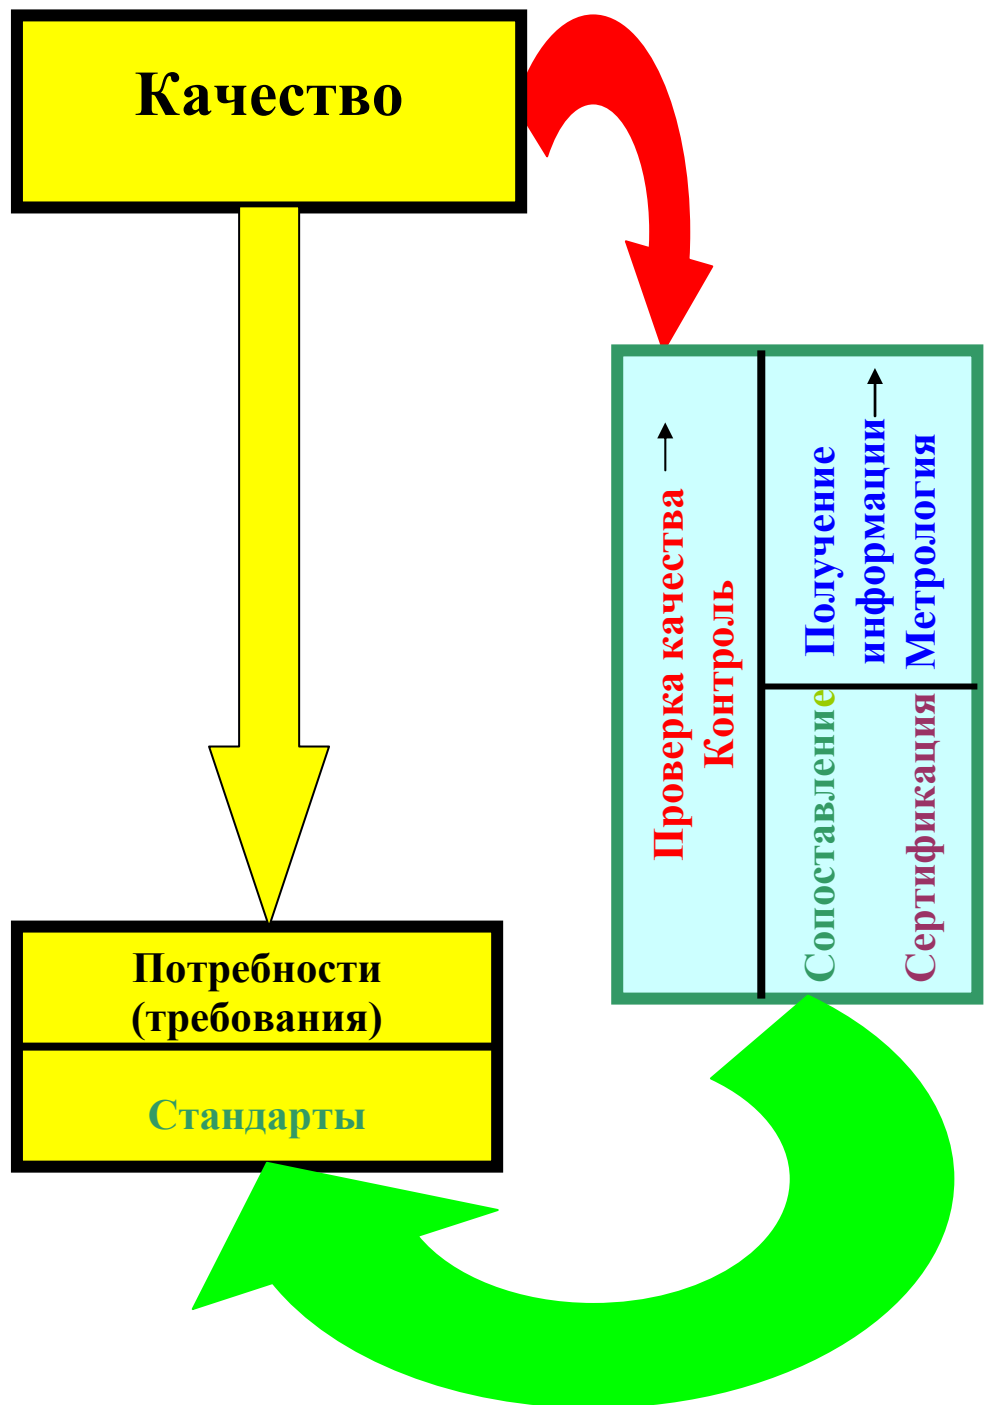 Качество
Проверка качества →
Контроль
Получение
информации→
Метрология
Сопоставление
Сертификация
Потребности
(требования)
Стандарты